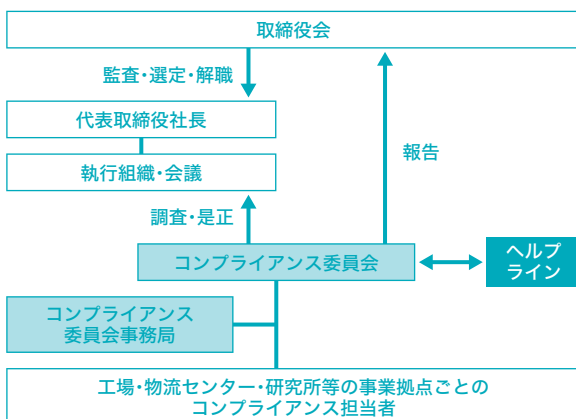 取締役会
監査・選定・解職
代表取締役社長
報告
執行組織・会議
調査・是正
コンプライアンス委員会
ヘルプ
ライン
コンプライアンス
委員会事務局
工場・物流センター・研究所等の事業拠点ごとの
コンプライアンス担当者